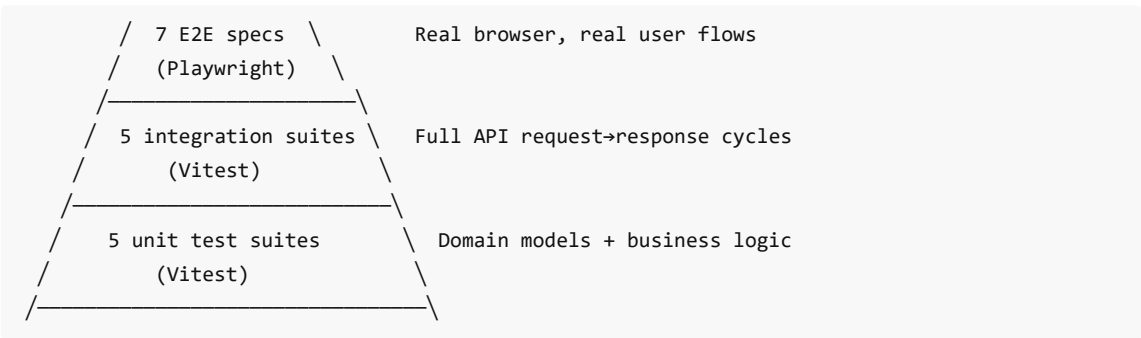 7 E2E specs Real browser, real user flows
(Playwright)
5 integration suites Full API request→response cycles
(Vitest)
5 unit test suites Domain models + business logic
(Vitest)